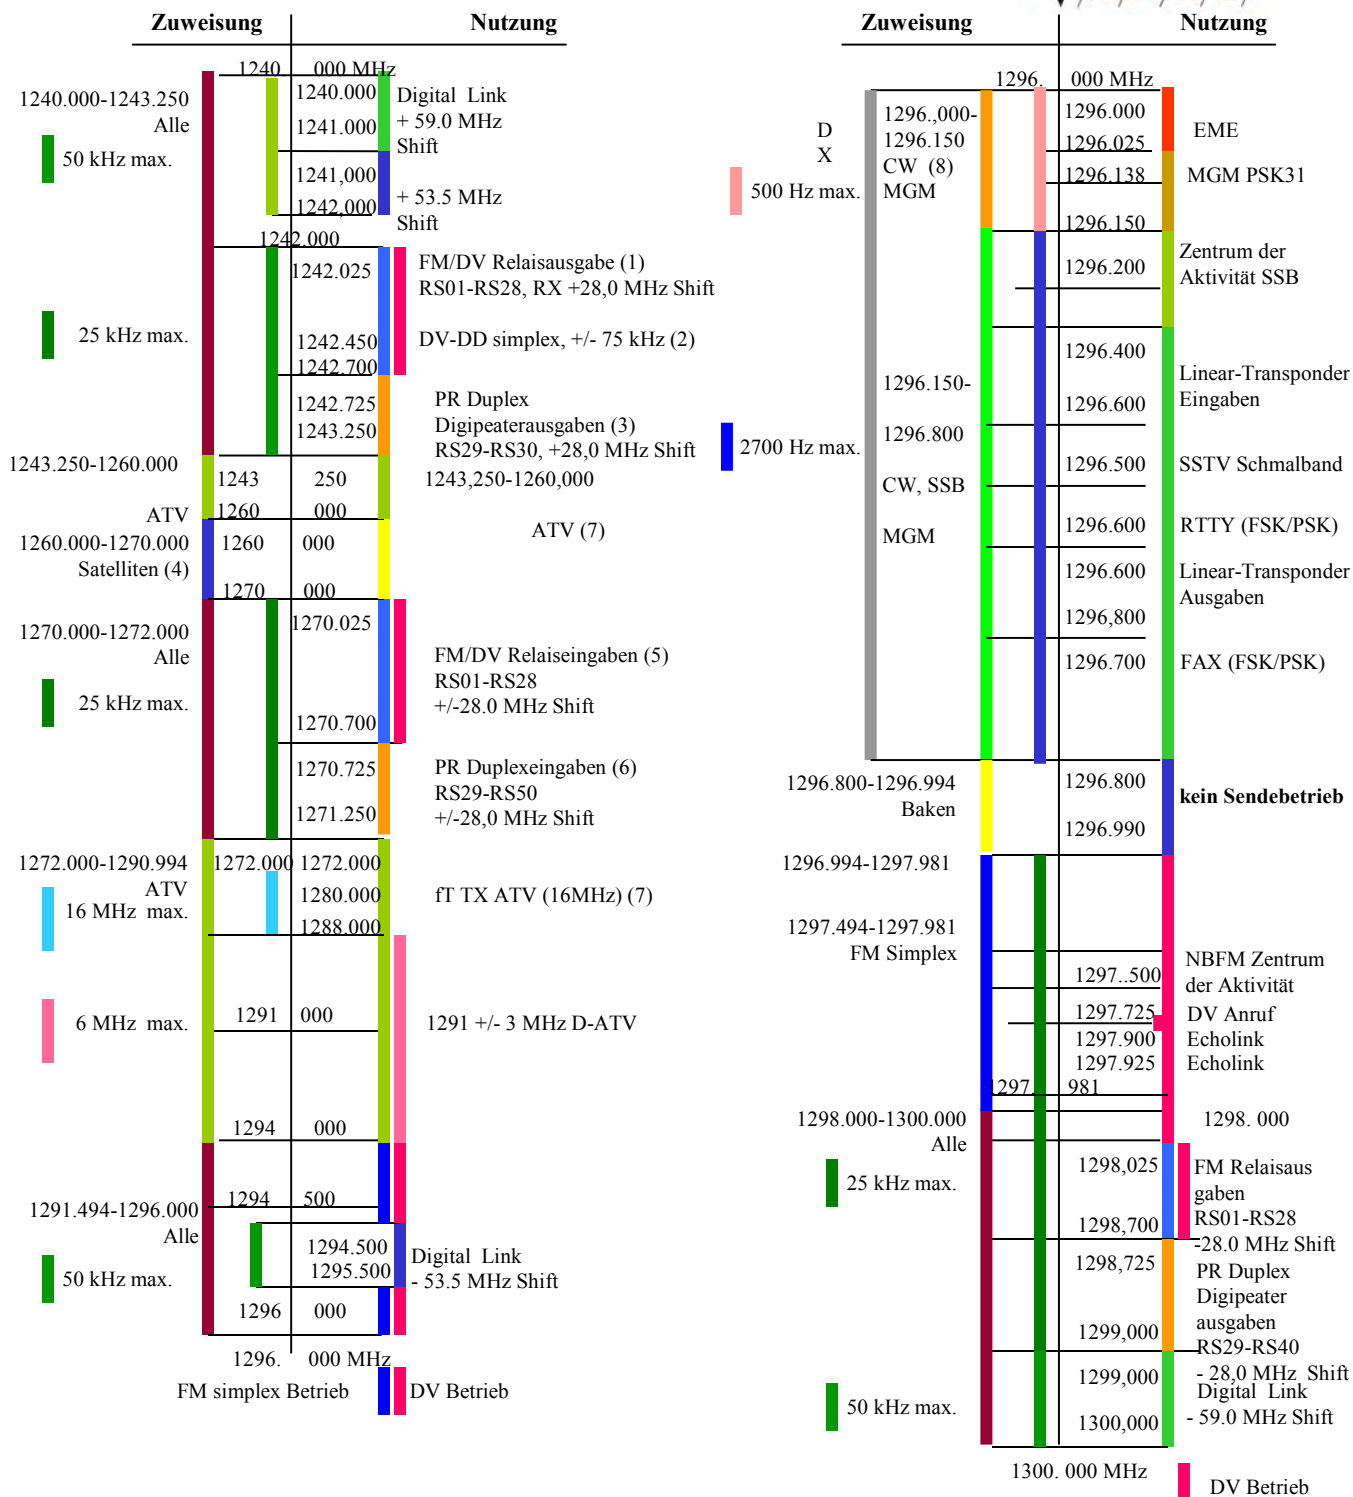 Zuweisung Nutzung
1240. 000 MHz
1240.000-1243.250
Alle
50 kHz max.
1240.000
1241.000
Digital Link
+ 59.0 MHz
Shift
1241,000
1242,000
+ 53.5 MHz
Shift
1242.000
1242.025
FM/DV Relaisausgabe (1)
RS01-RS28, RX +28,0 MHz Shift
25 kHz max.
1242.450
DV-DD simplex, +/- 75 kHz (2)
1242.700
1242.725
1243.250
PR Duplex
Digipeaterausgaben (3)
RS29-RS30, +28,0 MHz Shift
1243.250-1260.000
1243 250
1243,250-1260,000
ATV
1260 000
ATV (7)
1260.000-1270.000
Satelliten (4)
1260 000
1270 000
1270.000-1272.000
Alle
1270.025
FM/DV Relaiseingaben (5)
RS01-RS28
+/-28.0 MHz Shift
25 kHz max.
1270.700
1270.725
1271.250
PR Duplexeingaben (6)
RS29-RS50
+/-28,0 MHz Shift
1272.000-1290.994
ATV
16 MHz max.
1272.000 1272.000
1280.000
fT TX ATV (16MHz) (7)
1288.000
6 MHz max.
1291 000
1291 +/- 3 MHz D-ATV
1294 000
1291.494-1296.000
Alle
1294 500
50 kHz max.
1294.500
1295.500
Digital Link
- 53.5 MHz Shift
1296 000
1296. 000 MHz
FM simplex Betrieb
DV Betrieb
Zuweisung Nutzung
1296. 000 MHz
D
X
500 Hz max.
1296.,000-
1296.150
CW (8)
MGM
1296.000
1296.025
EME
1296.138
MGM PSK31
1296.150
1296.200
Zentrum der
Aktivität SSB
1296.400
1296.600
Linear-Transponder
Eingaben
1296.150-
1296.800
CW, SSB
MGM
2700 Hz max.
1296.500
SSTV Schmalband
1296.600
RTTY (FSK/PSK)
1296.600
1296,800
Linear-Transponder
Ausgaben
1296.700
FAX (FSK/PSK)
1296.800-1296.994
Baken
1296.800
1296.990
kein Sendebetrieb
1296.994-1297.981
1297.494-1297.981
FM Simplex
1297..500
NBFM Zentrum
der Aktivität
1297.725
DV Anruf
1297.900
Echolink
1297.925
Echolink
1297. 981
1298.000-1300.000
Alle
1298. 000
25 kHz max.
1298,025
1298,700
FM Relaisaus
gaben
RS01-RS28
-28.0 MHz Shift
1298,725
1299,000
PR Duplex
Digipeater
ausgaben
RS29-RS40
- 28,0 MHz Shift
50 kHz max.
1299,000
1300,000
Digital Link
- 59.0 MHz Shift
1300. 000 MHz
DV Betrieb